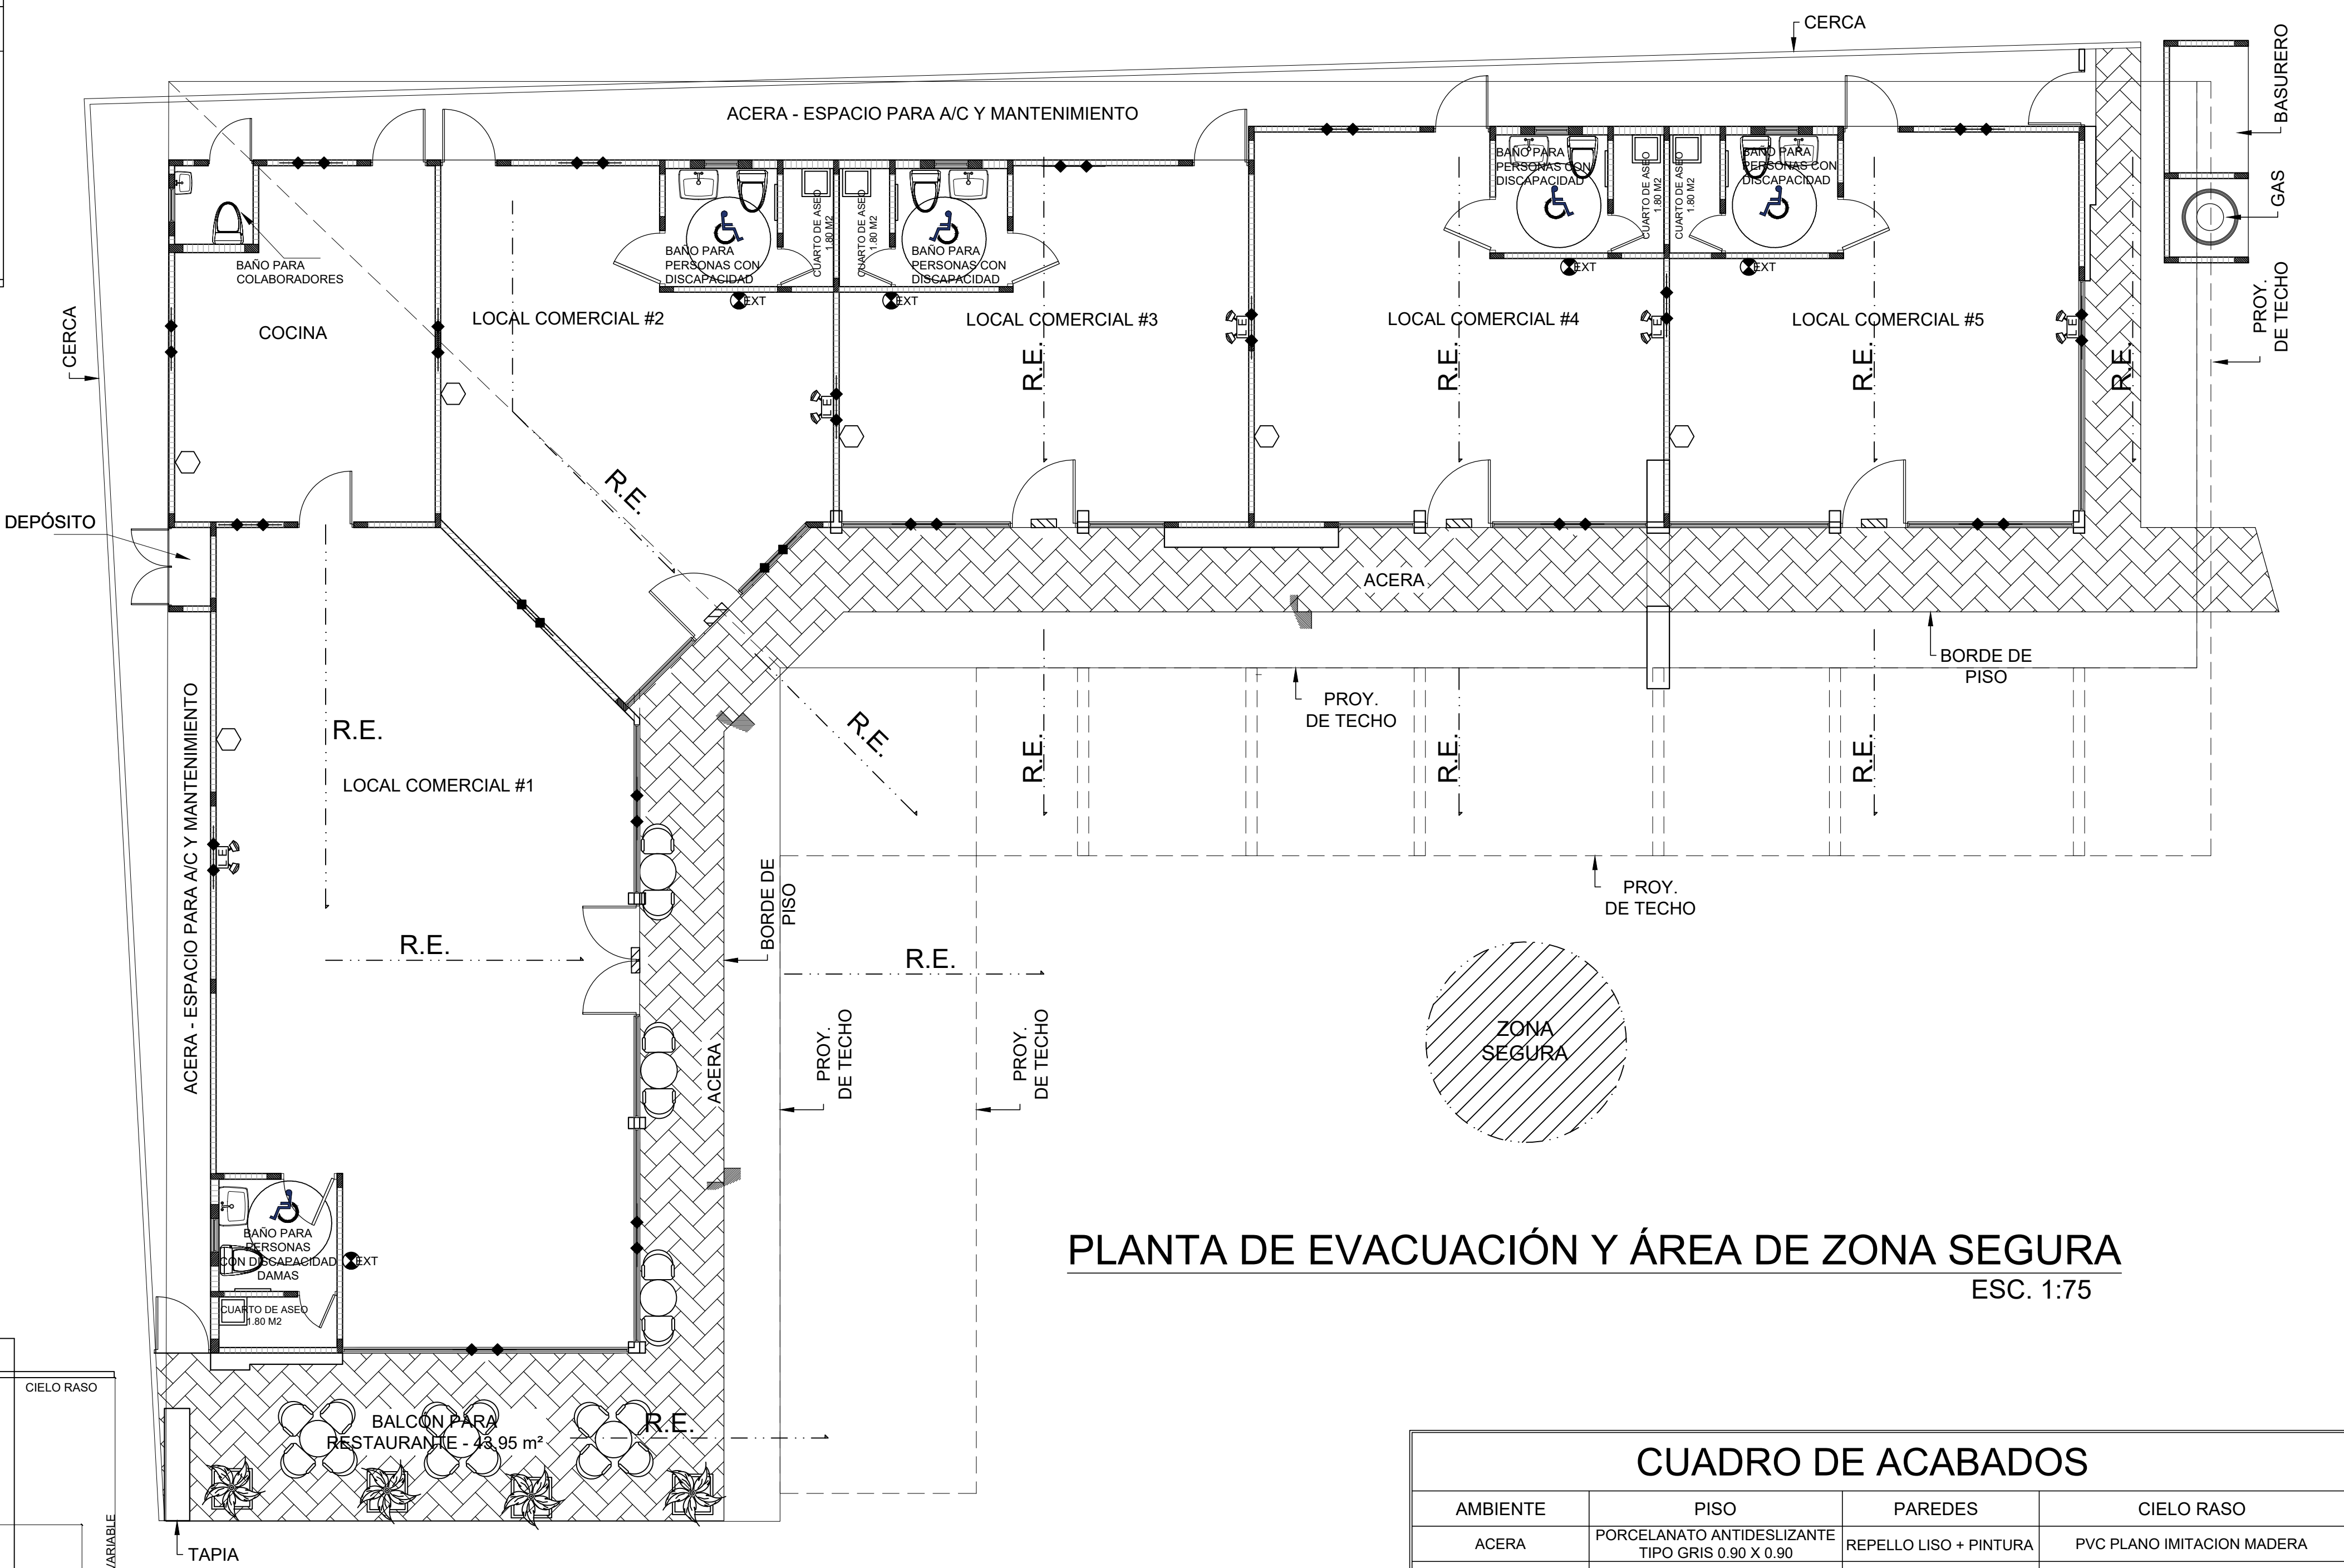 CERCA
BASURERO
ACERA - ESPACIO PARA A/C Y MANTENIMIENTO
BAÑO PARA
COLABORADORES
BAÑO PARA
PERSONAS CON
DISCAPACIDAD
CUARTO DE ASEO
1.80 M2
CUARTO DE ASEO
1.80 M2
BAÑO PARA
PERSONAS CON
DISCAPACIDAD
BAÑO PARA
PERSONAS CON
DISCAPACIDAD
CUARTO DE ASEO
1.80 M2
CUARTO DE ASEO
1.80 M2
BAÑO PARA
PERSONAS CON
DISCAPACIDAD
GAS
EXT
EXT
EXT
EXT
CERCA
COCINA
LOCAL COMERCIAL #2
LOCAL COMERCIAL #3
LOCAL COMERCIAL #4
LOCAL COMERCIAL #5
PROY.
DE TECHO
LE
LE
LE
LE
R.E.
R.E.
R.E.
R.E.
R.E.
DEPÓSITO
ACERA
BORDE DE
PISO
PROY.
DE TECHO
R.E.
R.E.
R.E.
R.E.
R.E.
LOCAL COMERCIAL #1
ACERA - ESPACIO PARA A/C Y MANTENIMIENTO
LE
BORDE DE
PISO
PROY.
DE TECHO
R.E.
R.E.
ACERA
PROY.
DE TECHO
PROY.
DE TECHO
ZONA
SEGURA
BAÑO PARA
PERSONAS
CON DISCAPACIDAD
DAMAS
EXT
CUARTO DE ASEO
1.80 M2
PLANTA DE EVACUACIÓN Y ÁREA DE ZONA SEGURA
ESC. 1:75
CIELO RASO
VARIABLE
BALCÓN PARA
RESTAURANTE - 43.95 m²
R.E.
TAPIA
CUADRO DE ACABADOS
AMBIENTE PISO PAREDES CIELO RASO
ACERA PORCELANATO ANTIDESLIZANTE TIPO GRIS 0.90 X 0.90 REPELLO LISO + PINTURA PVC PLANO IMITACION MADERA